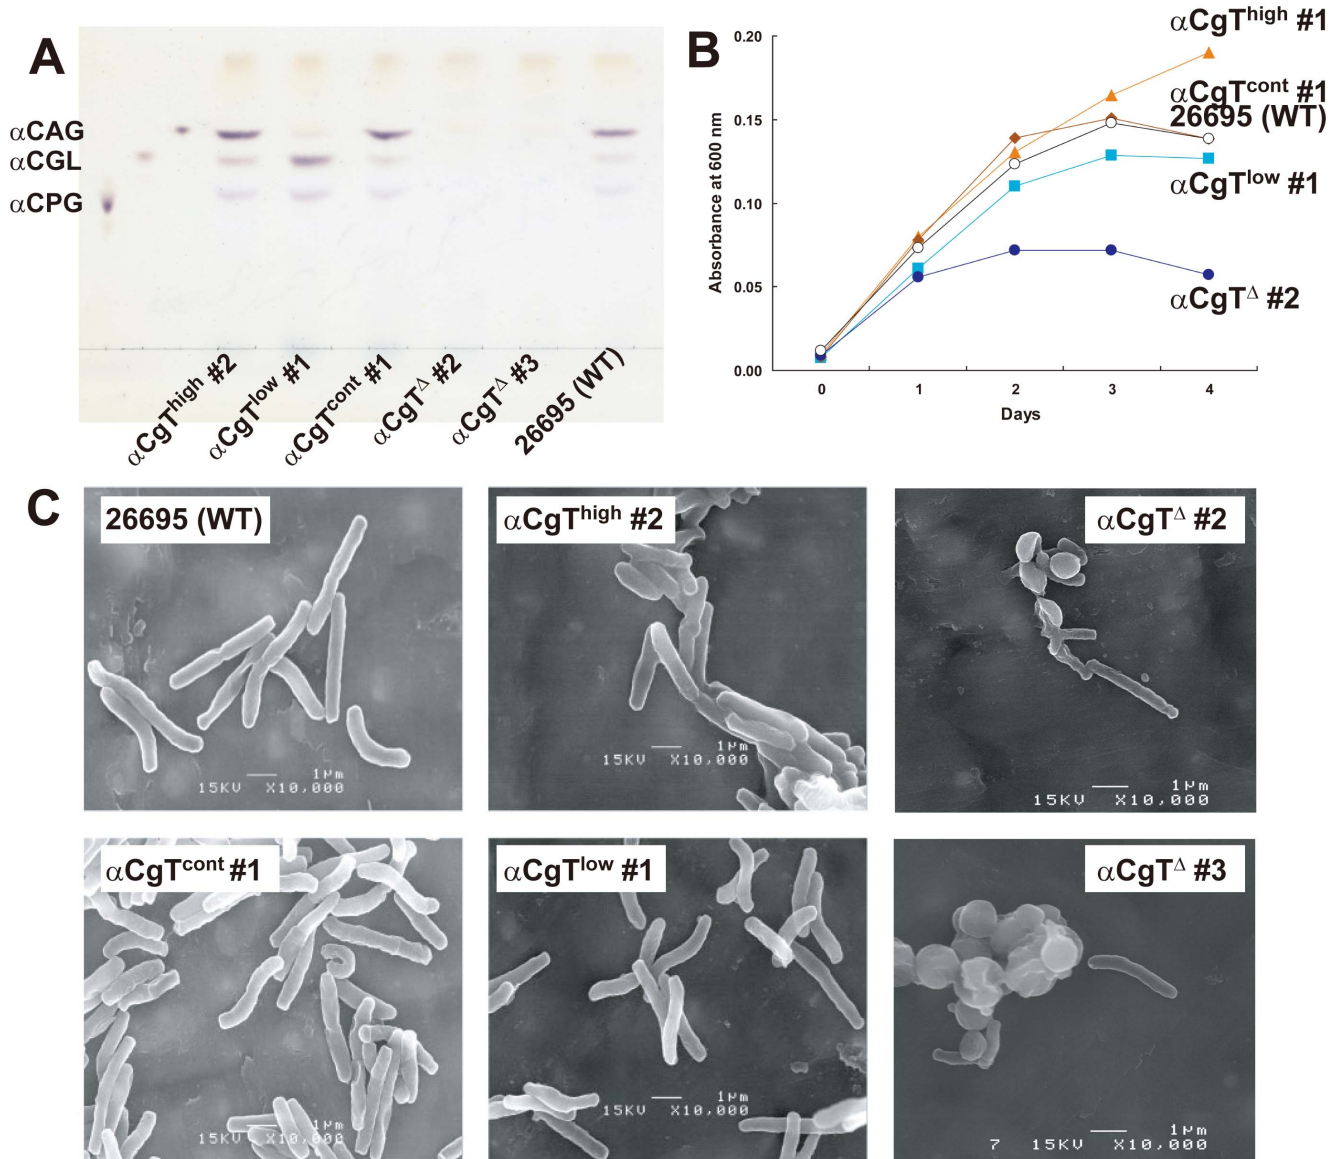 A
αCAG
αCGL
αCPG
αCgThigh #2
αCgTlow #1
αCgTcont #1
αCgTΔ #2
αCgTΔ #3
26695 (WT)
B
Absorbance at 600 nm
0.20
0.15
0.10
0.05
0.00
0 1 2 3 4
Days
αCgThigh #1
αCgTcont #1
26695 (WT)
αCgTlow #1
αCgTΔ #2
C
26695 (WT)
1µm
15KV X10,000
αCgThigh #2
1µm
15KV X10,000
αCgTΔ #2
1µm
15KV X10,000
αCgTcont #1
1µm
15KV X10,000
αCgTlow #1
1µm
15KV X10,000
αCgTΔ #3
1µm
7 15KV X10,000